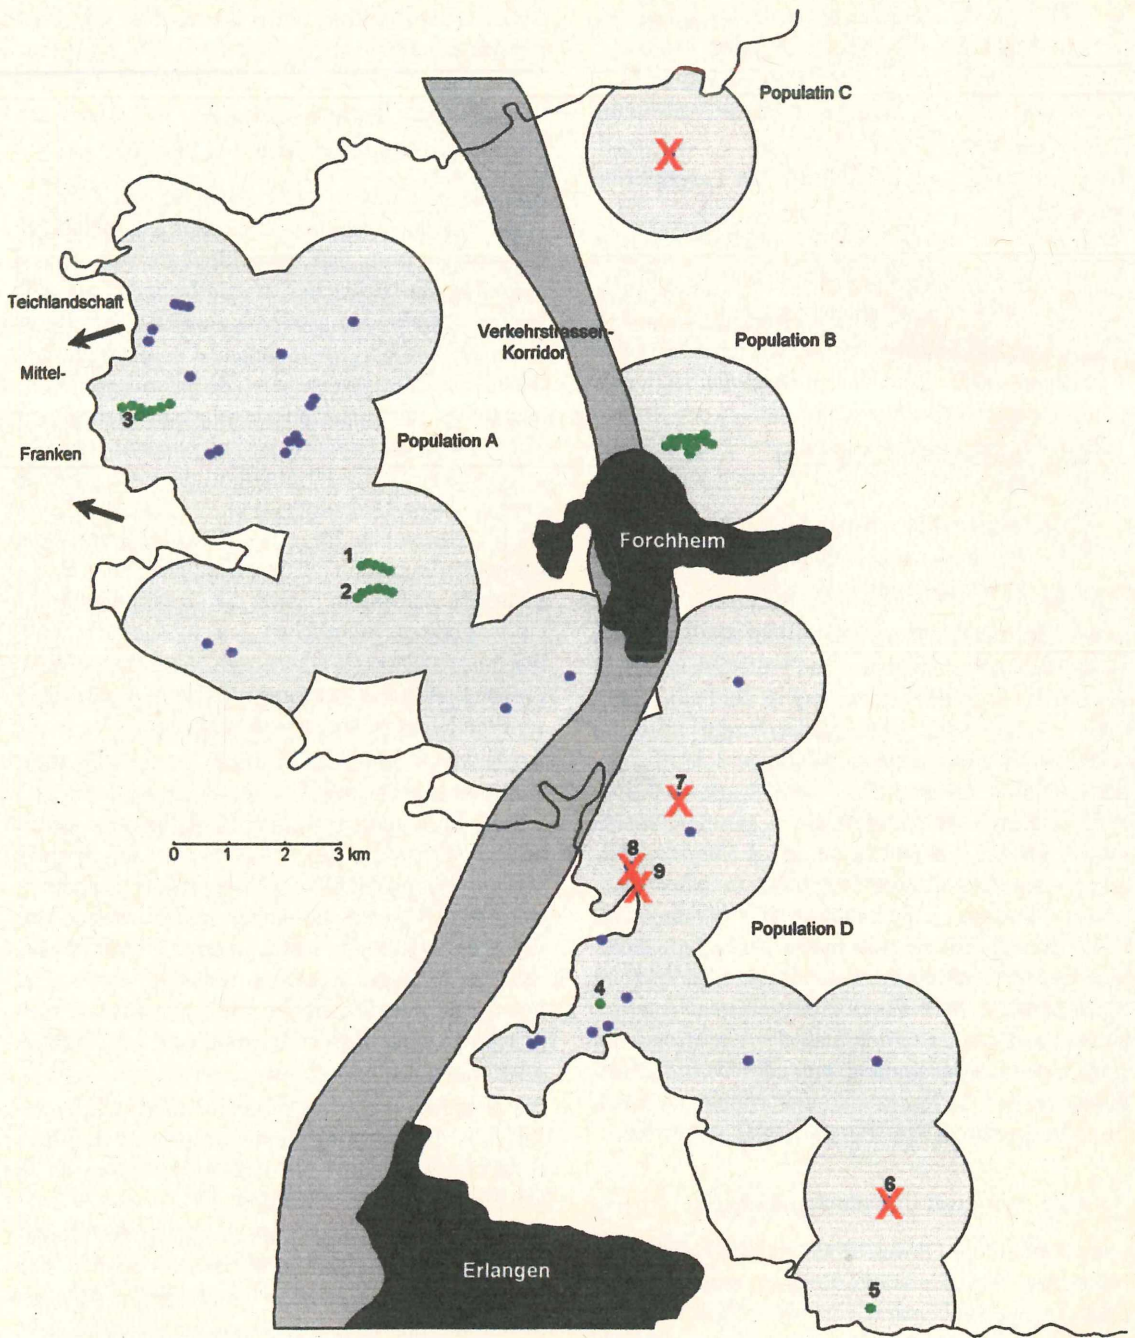 Populatin C
Teichlandschaft
Verkehrstrassen-
Korridor
Population B
Mittel-
3
Population A
Franken
1
Forchheim
2
7
0 1 2 3 km
8
9
Population D
4
6
Erlangen
5
X
X
X
X
X